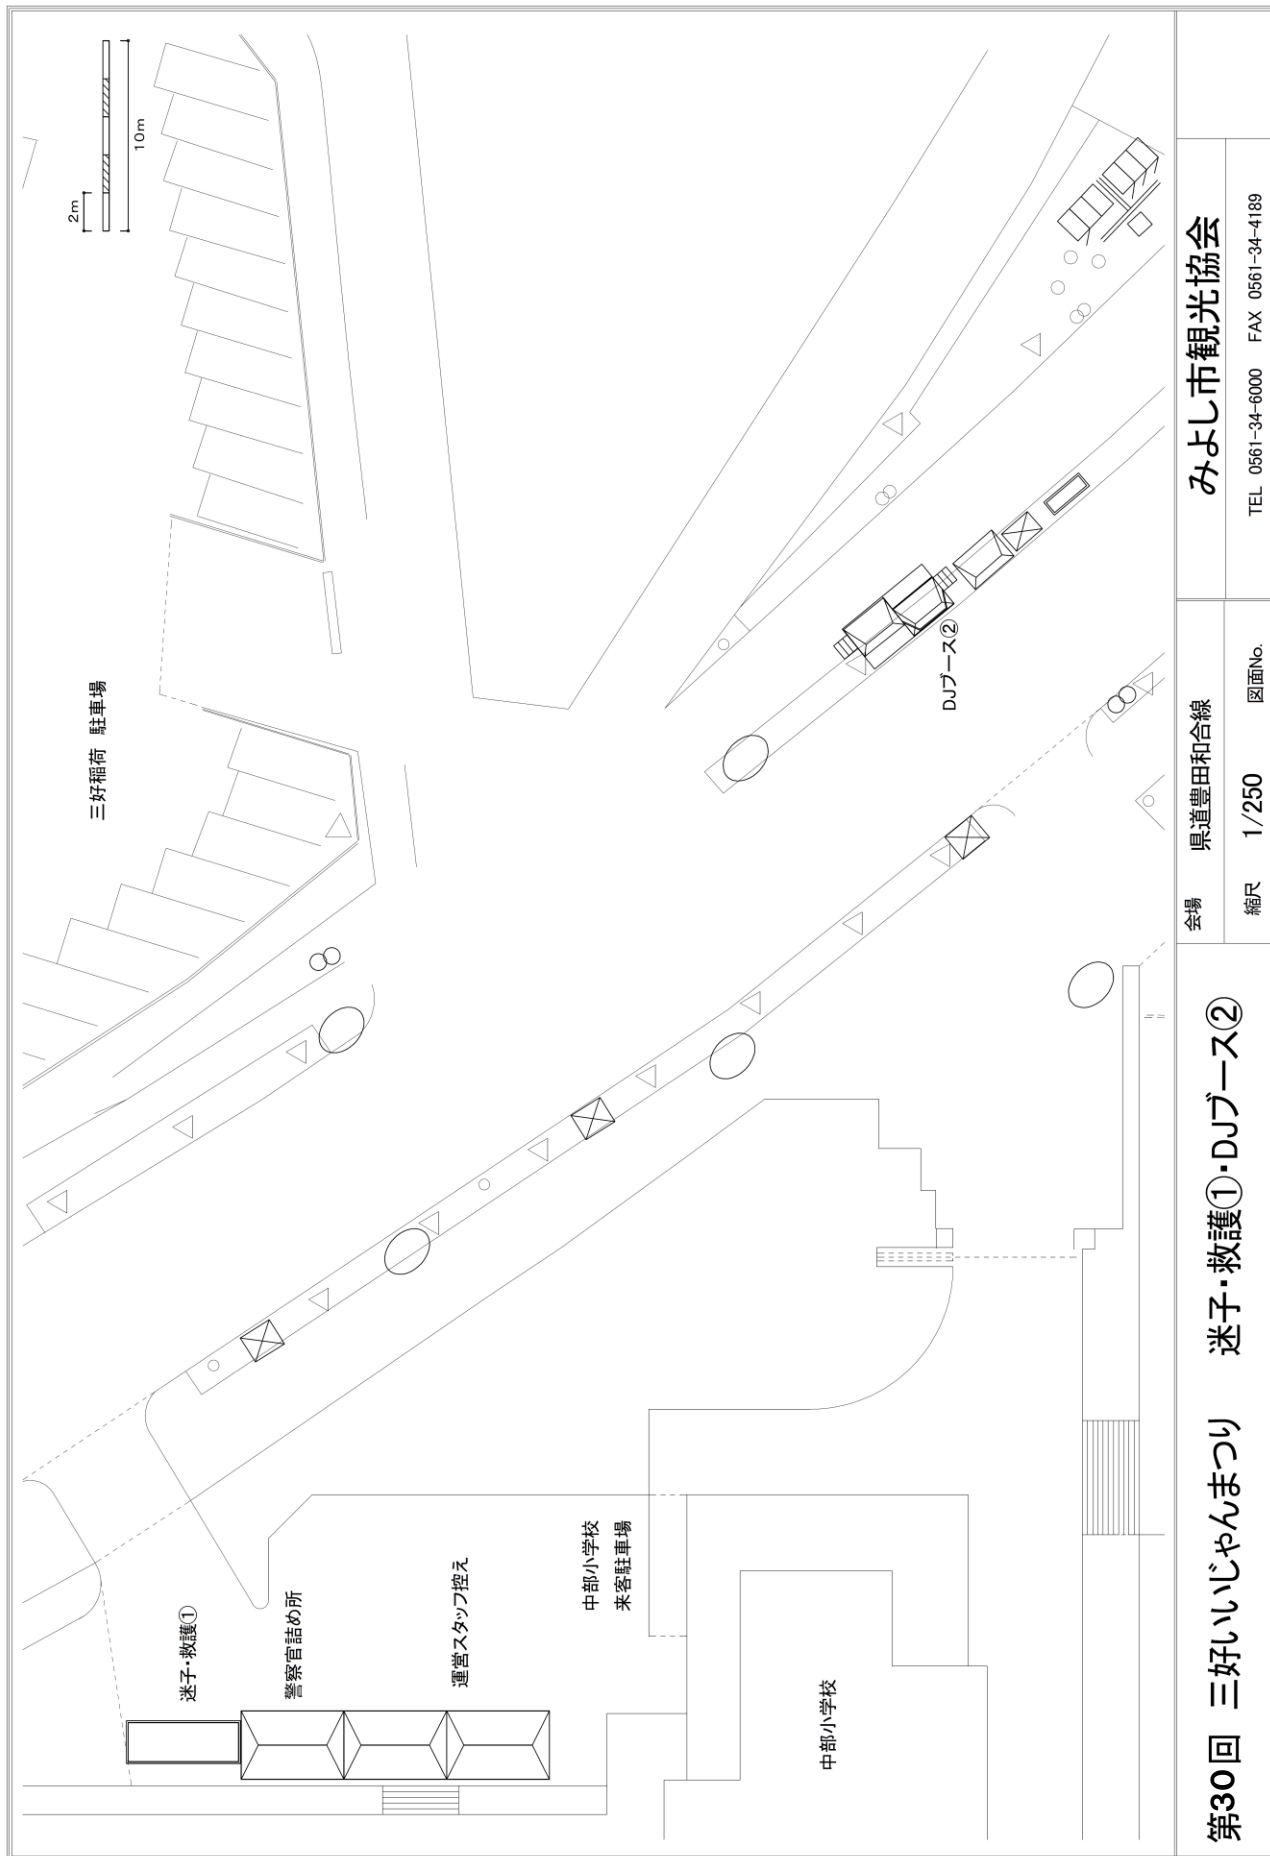 2m
10m
三好稲荷 駐車場
DJブース②
迷子・救護①
警察官詰め所
運営スタッフ控え
中部小学校
来客駐車場
中部小学校
第30回 三好いいじゃんまつり 迷子・救護①・DJブース②
会場 県道豊田和合線
縮尺 1/250 図面No.
みよし市観光協会
TEL 0561-34-6000 FAX 0561-34-4189